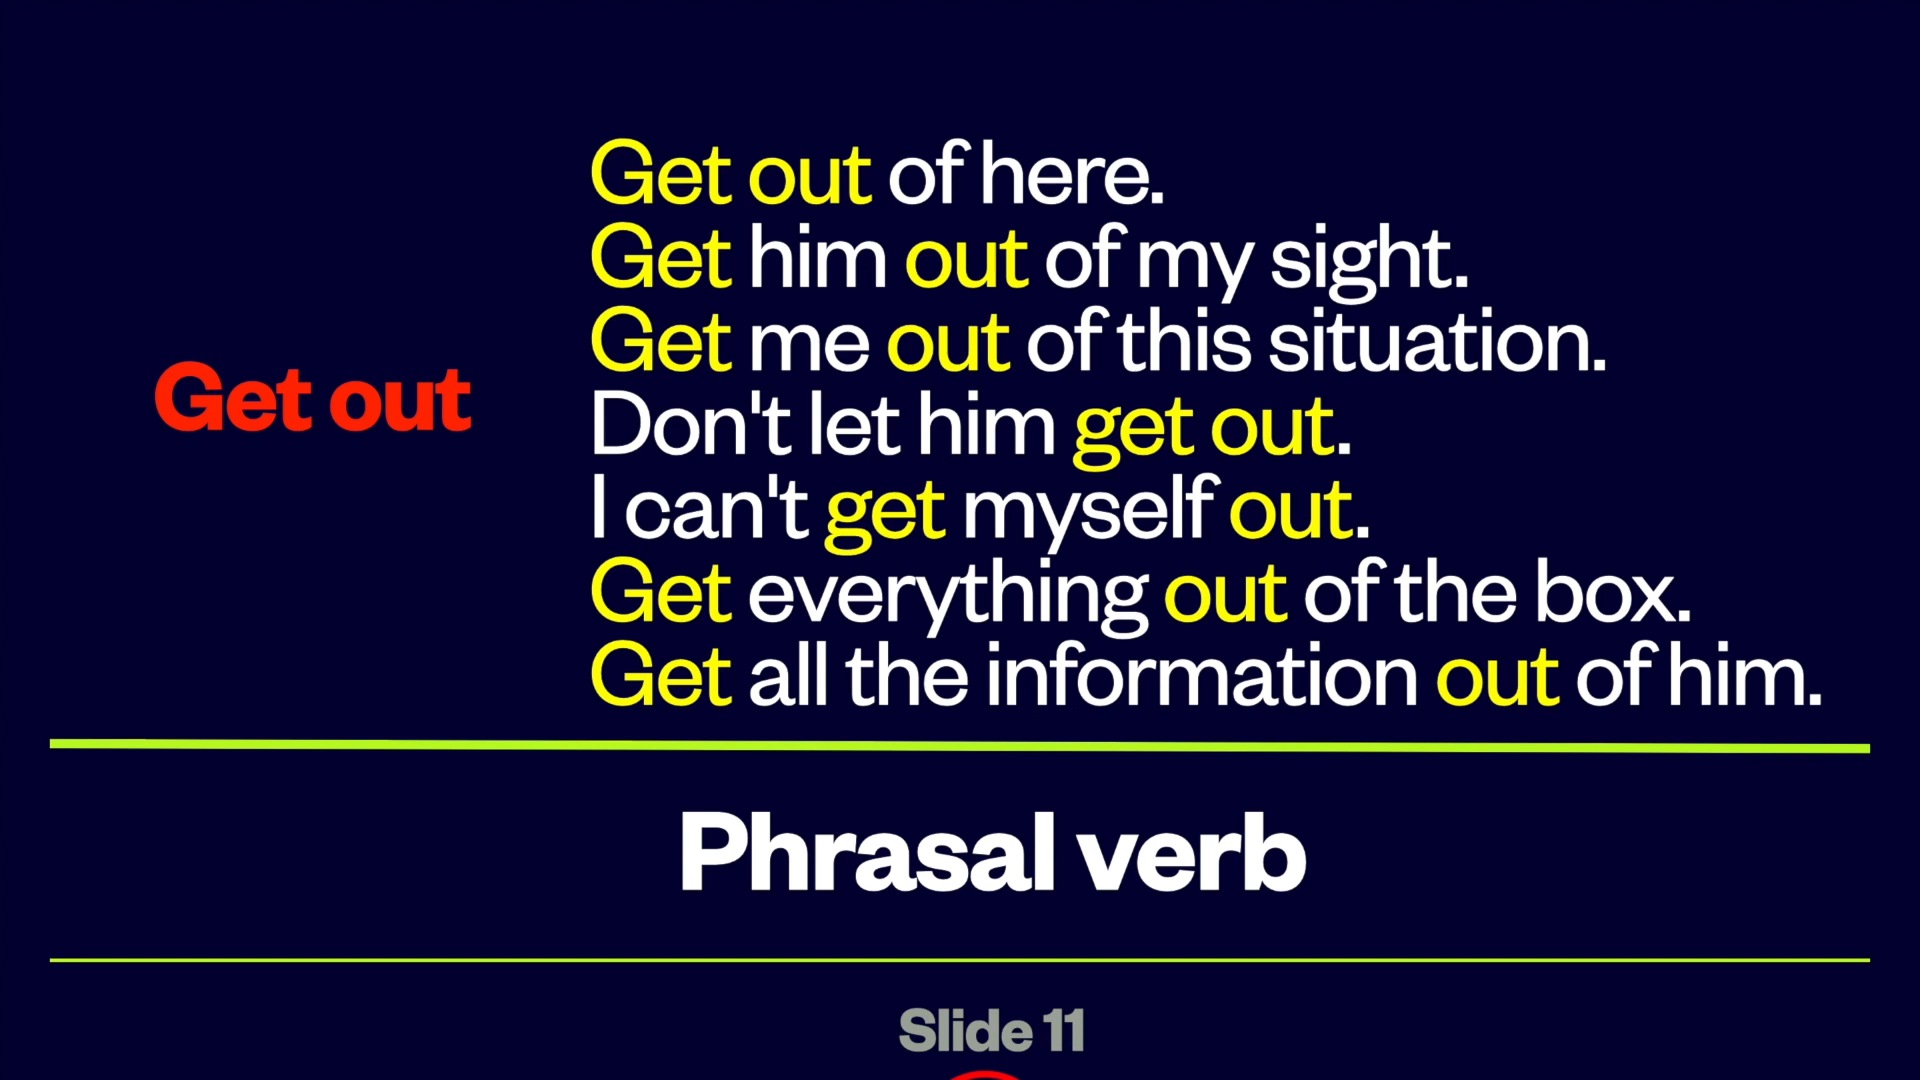 Get out of here.
Get him out of my sight.
Get me out of this situation.
Get out
Don't let him get out.
I can't get myself out.
Get everything out of the box.
Get all the information out of him.
Phrasal verb
Slide 11